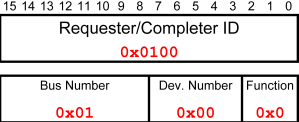 15 14 13 12 11 10 9 8 7 6 5 4 3 2 1 0
Requester/Completer ID
0x0100
Bus Number Dev. Number Function
0x01 0x00 0x0